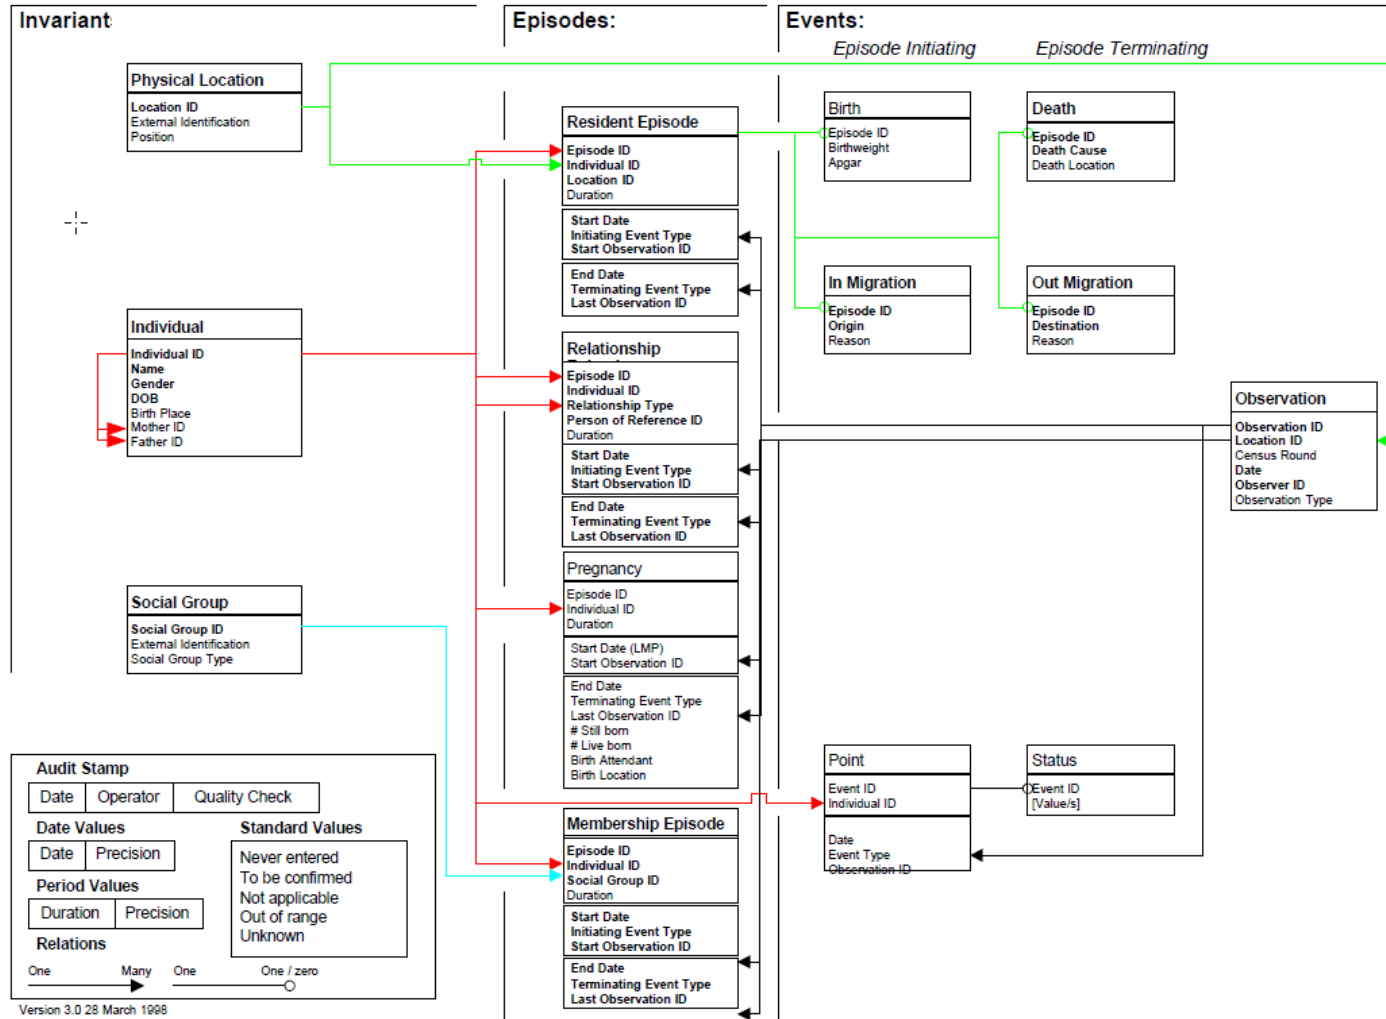 Invariant
Physical Location
Location ID
External Identification
Position
Individual
Individual ID
Name
Gender
DOB
Birth Place
Mother ID
Father ID
Social Group
Social Group ID
External Identification
Social Group Type
Audit Stamp
Date Operator Quality Check
Date Values
Date Precision
Period Values
Duration Precision
Relations
One Many One One / zero
Standard Values
Never entered
To be confirmed
Not applicable
Out of range
Unknown
Version 3.0 28 March 1998
Episodes:
Resident Episode
Episode ID
Individual ID
Location ID
Duration
Start Date
Initiating Event Type
Start Observation ID
End Date
Terminating Event Type
Last Observation ID
Relationship
Episode ID
Individual ID
Relationship Type
Person of Reference ID
Duration
Start Date
Initiating Event Type
Start Observation ID
End Date
Terminating Event Type
Last Observation ID
Pregnancy
Episode ID
Individual ID
Duration
Start Date (LMP)
Start Observation ID
End Date
Terminating Event Type
Last Observation ID
# Still born
# Live born
Birth Attendant
Birth Location
Membership Episode
Episode ID
Individual ID
Social Group ID
Duration
Start Date
Initiating Event Type
Start Observation ID
End Date
Terminating Event Type
Last Observation ID
Events:
Episode Initiating
Episode Terminating
Birth
Episode ID
Birthweight
Apgar
Death
Episode ID
Death Cause
Death Location
In Migration
Episode ID
Origin
Reason
Out Migration
Episode ID
Destination
Reason
Observation
Observation ID
Location ID
Census Round
Date
Observer ID
Observation Type
Point
Event ID
Individual ID
Date
Event Type
Observation ID
Status
Event ID
[Value/s]